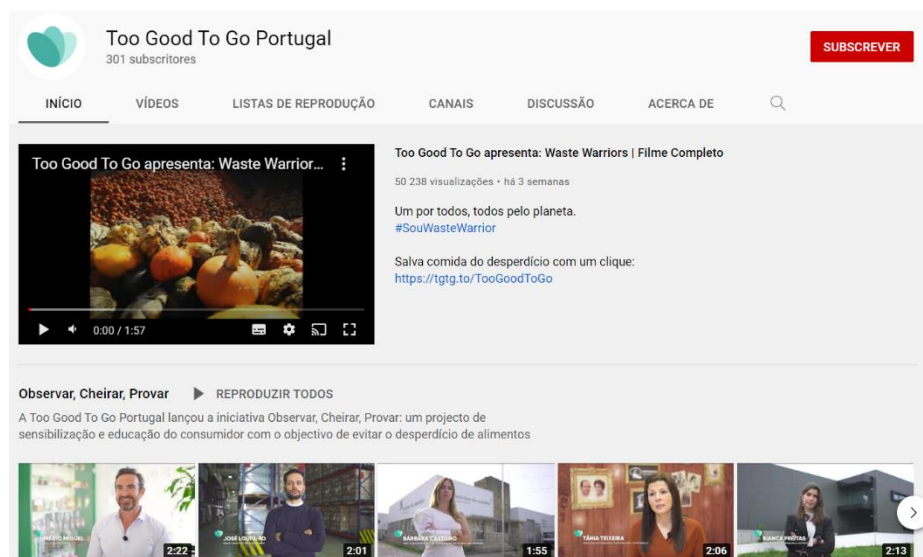 Too Good To Go Portugal
301 subscritores
SUBSCREVER
INÍCIO VÍDEOS LISTAS DE REPRODUÇÃO CANAIS DISCUSSÃO ACERCA DE
Too Good To Go apresenta: Waste Warrior...
0:00 / 1:57
Too Good To Go apresenta: Waste Warriors | Filme Completo
50 238 visualizações • há 3 semanas
Um por todos, todos pelo planeta.
#SouWasteWarrior
Salva comida do desperdício com um clique:
https://tgtg.to/TooGoodToGo
Observar, Cheirar, Provar REPRODUZIR TODOS
A Too Good To Go Portugal lançou a iniciativa Observar, Cheirar, Provar: um projecto de
sensibilização e educação do consumidor com o objectivo de evitar o desperdício de alimentos
MÁRIO MIGUEL
2:22
2:01
1:55
TÂNIA TEIXEIRA
2:06
BIANCA FREITAS
2:13